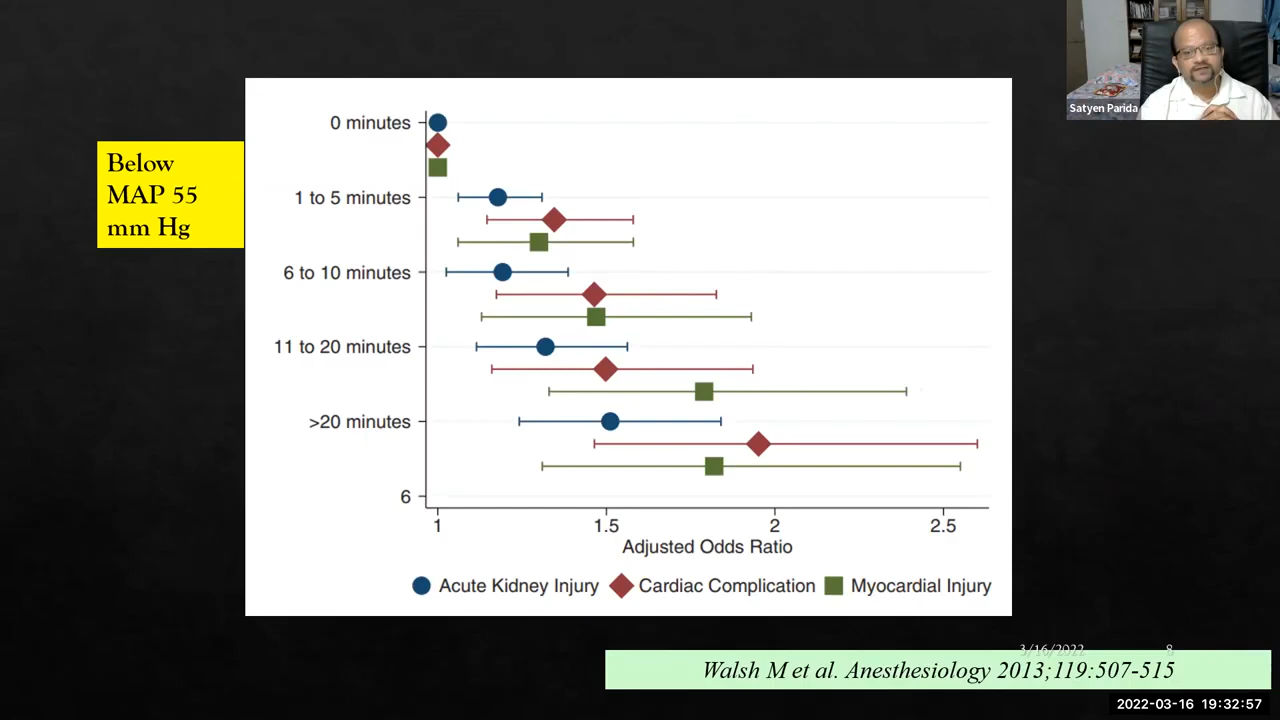 Satyen Parida
Below
MAP 55
mm Hg
0 minutes
1 to 5 minutes
6 to 10 minutes
11 to 20 minutes
>20 minutes
6
1 1.5 2 2.5
Adjusted Odds Ratio
Acute Kidney Injury Cardiac Complication Myocardial Injury
3/16/2022 8
Walsh M et al. Anesthesiology 2013;119:507-515
2022-03-16 19:32:57